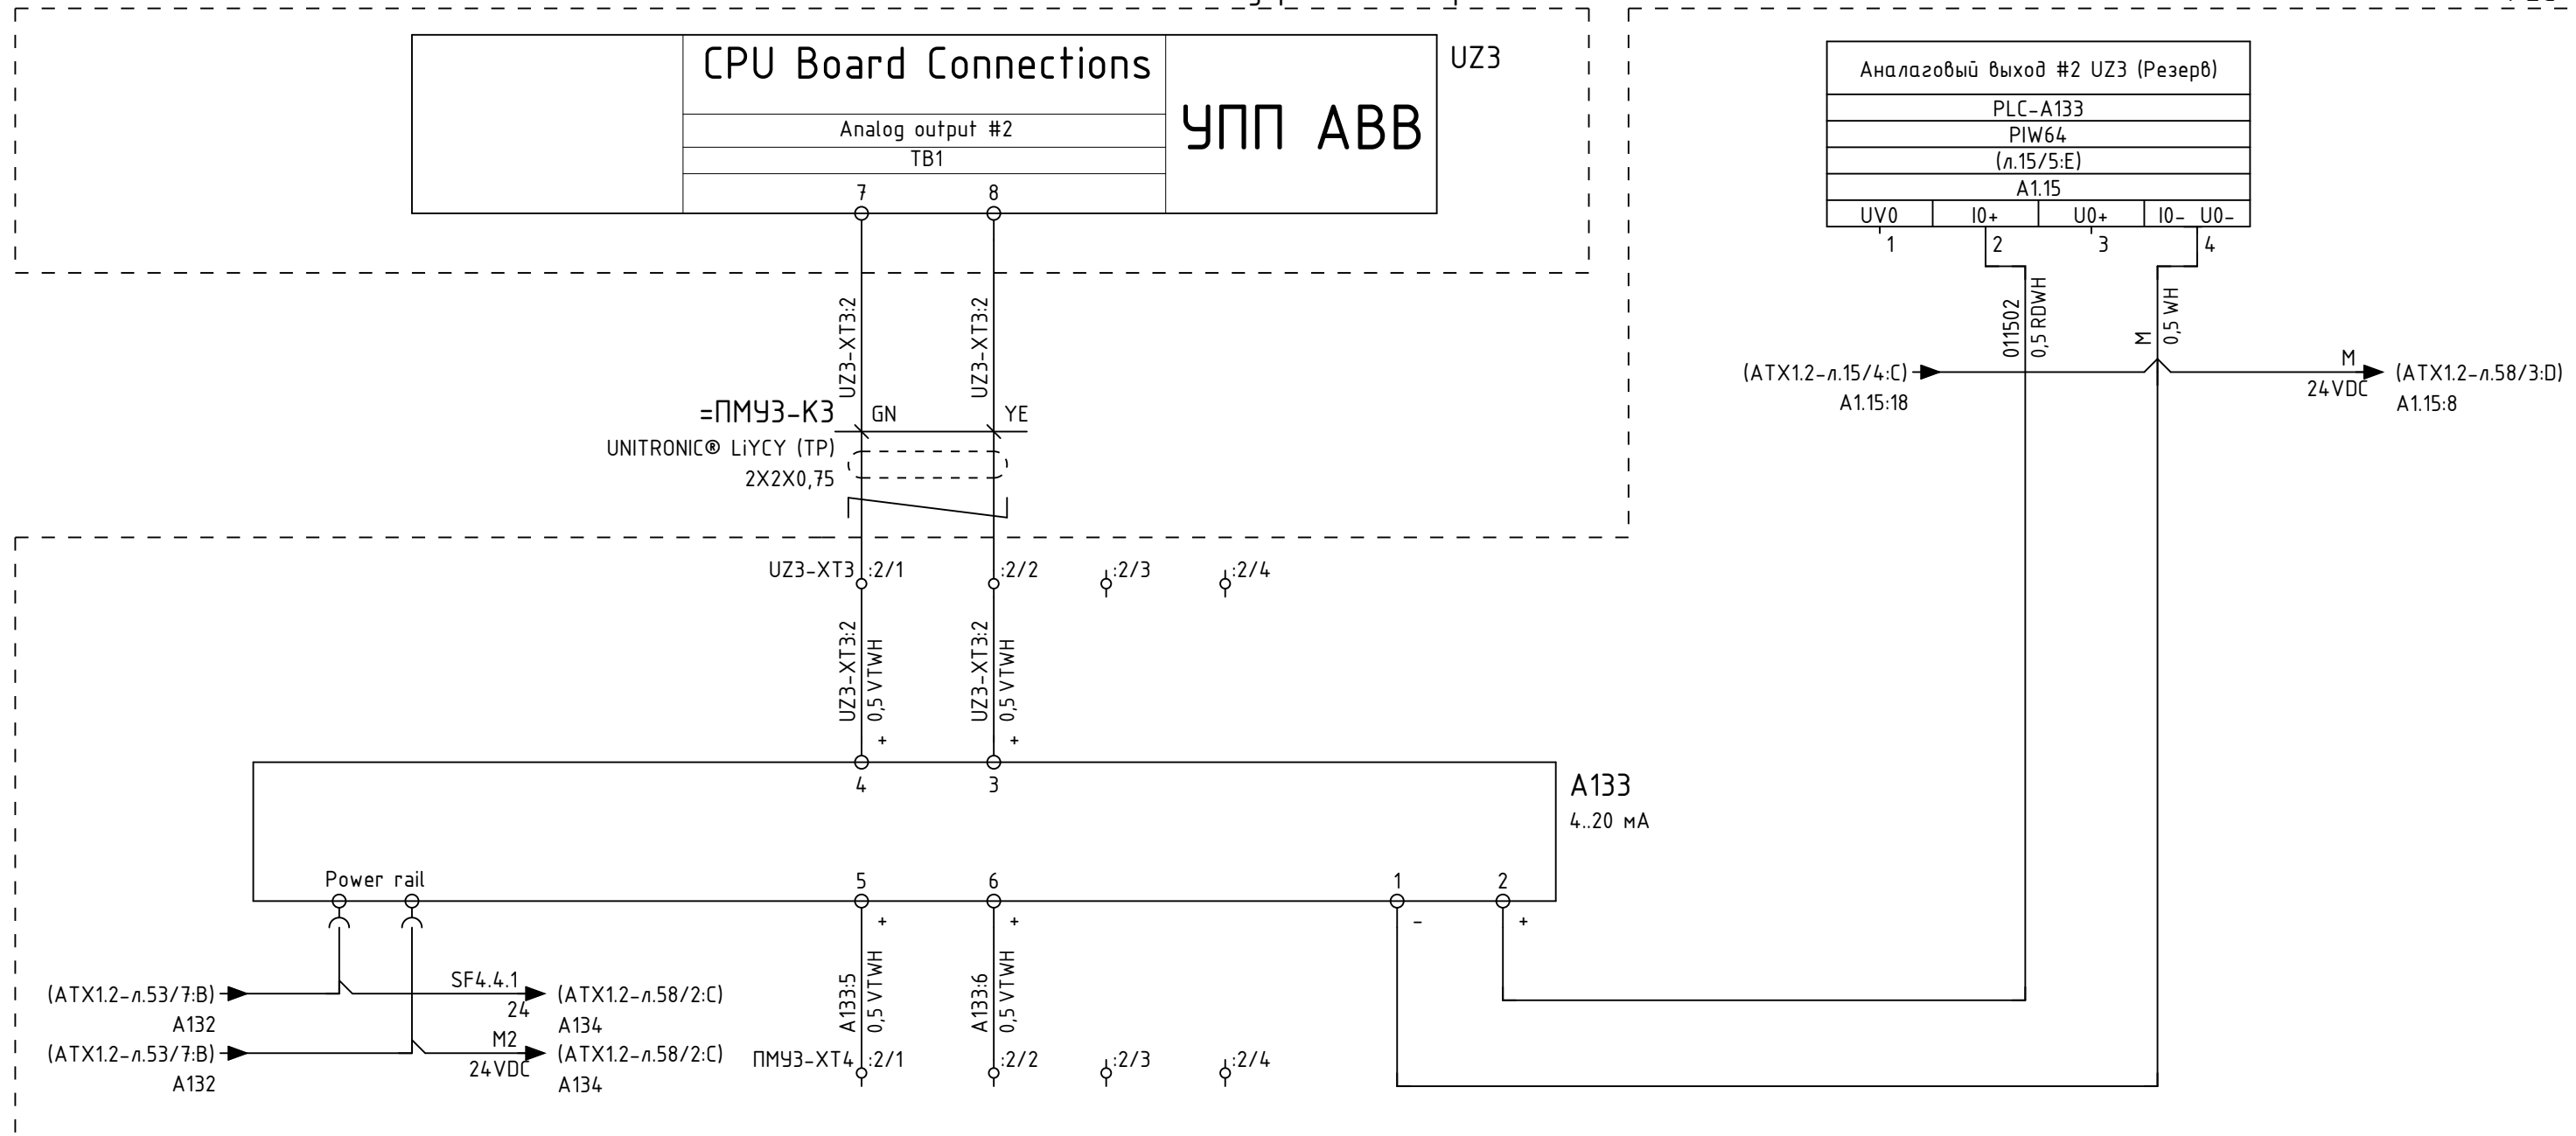 CPU Board Connections
Analog output #2
TB1
7 8
УПП ABB
UZ3
Аналаговый выход #2 UZ3 (Резерв)
PLC-A133
PIW64
(л.15/5:E)
A1.15
UV0 I0+ U0+ I0- U0-
1 2 3 4
UZ3-XT3:2
UZ3-XT3:2
011502
0,5 RDWH
M
0,5 WH
(ATX1.2-л.15/4:C)
A1.15:18
M
24VDC
(ATX1.2-л.58/3:D)
A1.15:8
=ПМУ3-К3
GN YE
UNITRONIC® LiYCY (TP)
2X2X0,75
UZ3-XT3 :2/1 :2/2 :2/3 :2/4
UZ3-XT3:2
0,5 VTWH
UZ3-XT3:2
0,5 VTWH
+ +
4 3
A133
4..20 мА
Power rail
5 6 1 2
+ + - +
A133:5
0,5 VTWH
A133:6
0,5 VTWH
(ATX1.2-л.53/7:B)
A132
SF4.4.1
24
(ATX1.2-л.58/2:C)
A134
(ATX1.2-л.53/7:B)
A132
M2
24VDC
(ATX1.2-л.58/2:C)
A134
ПМУ3-XT4 :2/1 :2/2 :2/3 :2/4